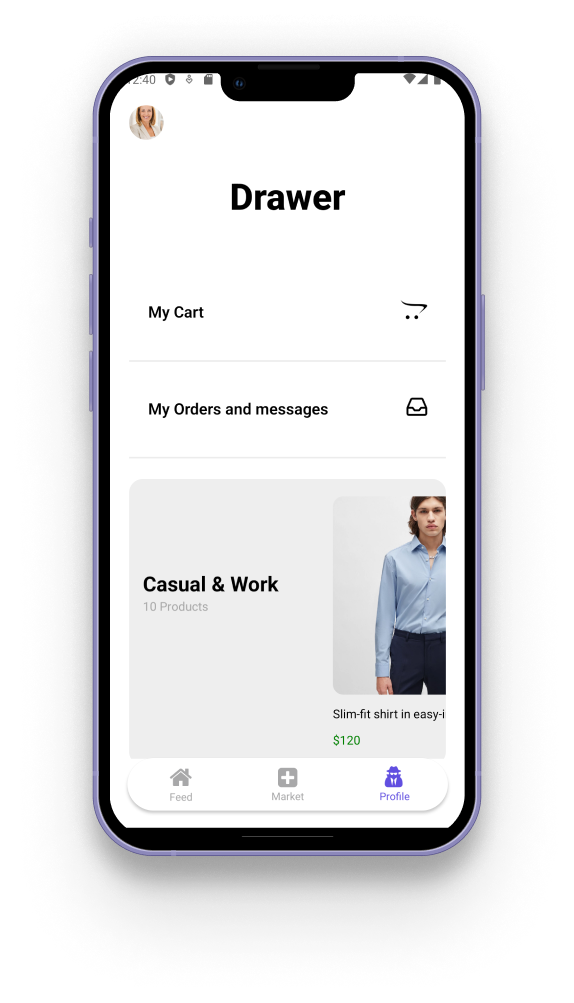 12:40
Drawer
My Cart
My Orders and messages
Casual & Work
10 Products
Slim-fit shirt in easy-i
$120
Feed
Market
Profile